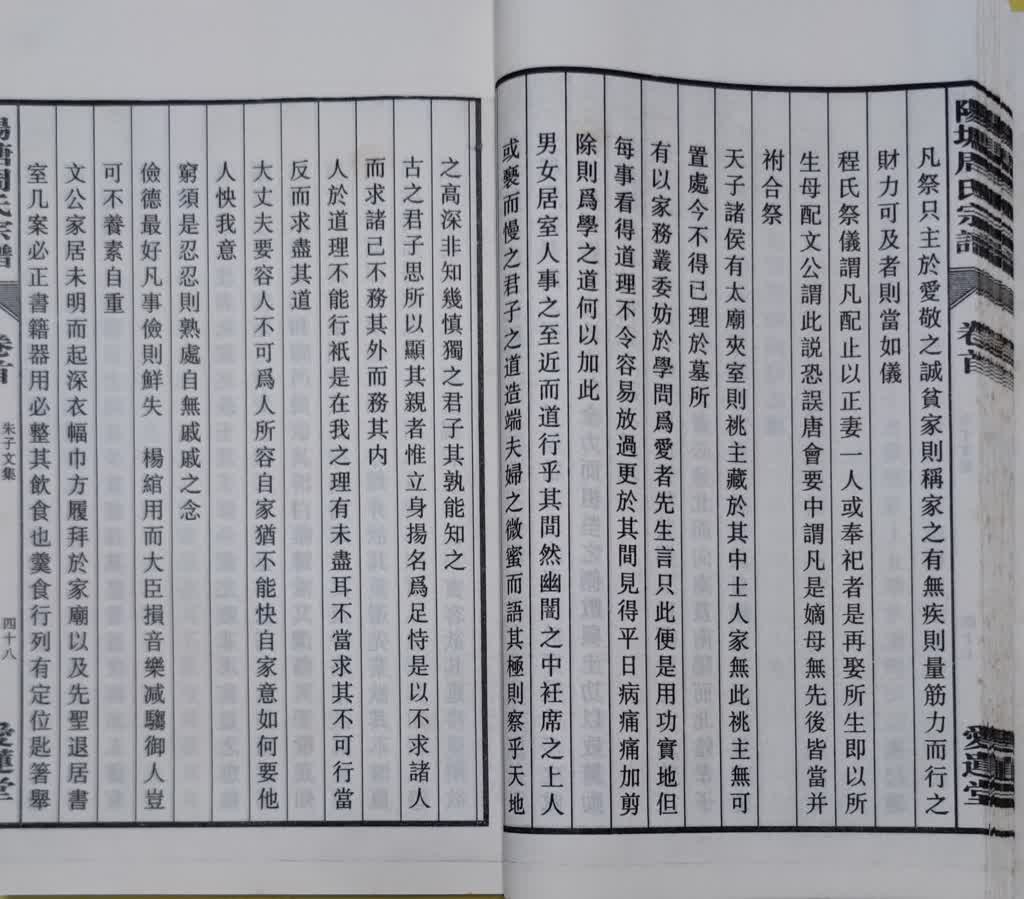 周氏宗譜
卷首
愛蓮堂
凡祭只主於愛敬之誠貧家則稱家之有無疾則量筋力而行之
財力可及者則當如儀
程氏祭儀謂凡配止以正妻一人或奉祀者是再娶所生即以所
生母配文公謂此説恐誤唐會要中謂凡是嫡母無先後皆當并
祔合祭
天子諸侯有太廟夾室則祧主藏於其中士人家無此祧主無可
置處今不得已理於墓所
有以家務叢委妨於學問爲愛者先生言只此便是用功實地但
每事看得道理不令容易放過更於其間見得平日病痛痛加剪
除則爲學之道何以加此
男女居室人事之至近而道行乎其間然幽闇之中衽席之上人
或褻而慢之君子之道造端夫婦之微蜜而語其極則察乎天地
之高深非知幾慎獨之君子其孰能知之
古之君子思所以顯其親者惟立身揚名爲足恃是以不求諸人
而求諸己不務其外而務其内
人於道理不能行衹是在我之理有未盡耳不當求其不可行當
反而求盡其道
大丈夫要容人不可爲人所容自家猶不能快自家意如何要他
人怏我意
窮須是忍忍則熟處自無戚戚之念
儉德最好凡事儉則鮮失　楊綰用而大臣損音樂减騶御人豈
可不養素自重
文公家居未明而起深衣幅巾方履拜於家廟以及先聖退居書
室几案必正書籍器用必整其飲食也羹食行列有定位匙箸舉
周氏宗譜
卷首
朱子文集
四十八
愛蓮堂